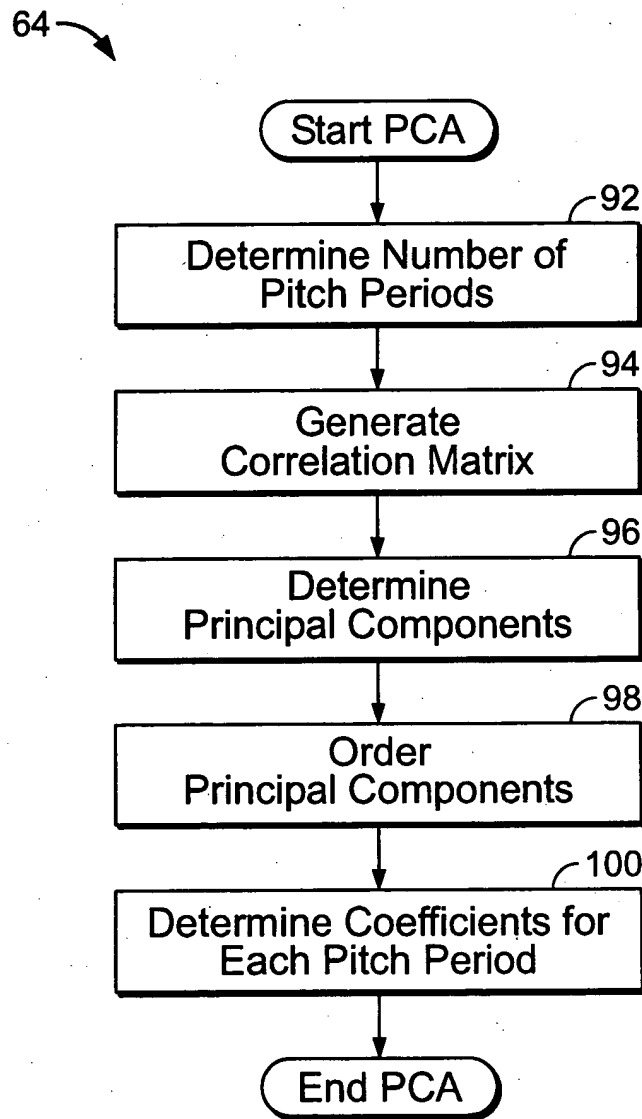 64
Start PCA
92
Determine Number of
Pitch Periods
94
Generate
Correlation Matrix
96
Determine
Principal Components
98
Order
Principal Components
100
Determine Coefficients for
Each Pitch Period
End PCA